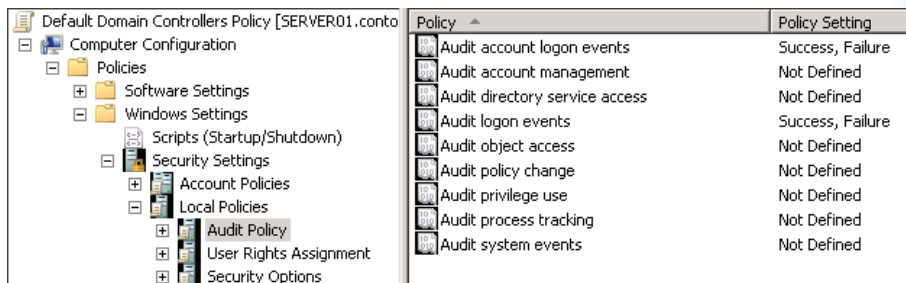 Default Domain Controllers Policy [SERVER01.conto
Computer Configuration
Policies
Software Settings
Windows Settings
Scripts (Startup/Shutdown)
Security Settings
Account Policies
Local Policies
Audit Policy
User Rights Assignment
Security Options
Policy Policy Setting
Audit account logon events Success, Failure
Audit account management Not Defined
Audit directory service access Not Defined
Audit logon events Success, Failure
Audit object access Not Defined
Audit policy change Not Defined
Audit privilege use Not Defined
Audit process tracking Not Defined
Audit system events Not Defined